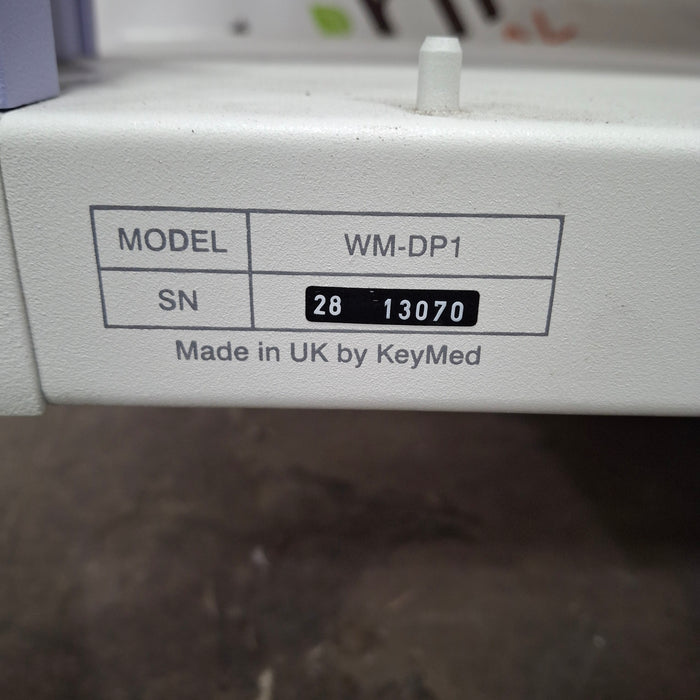 MODEL WM-DP1
SN 28 13070
Made in UK by KeyMed